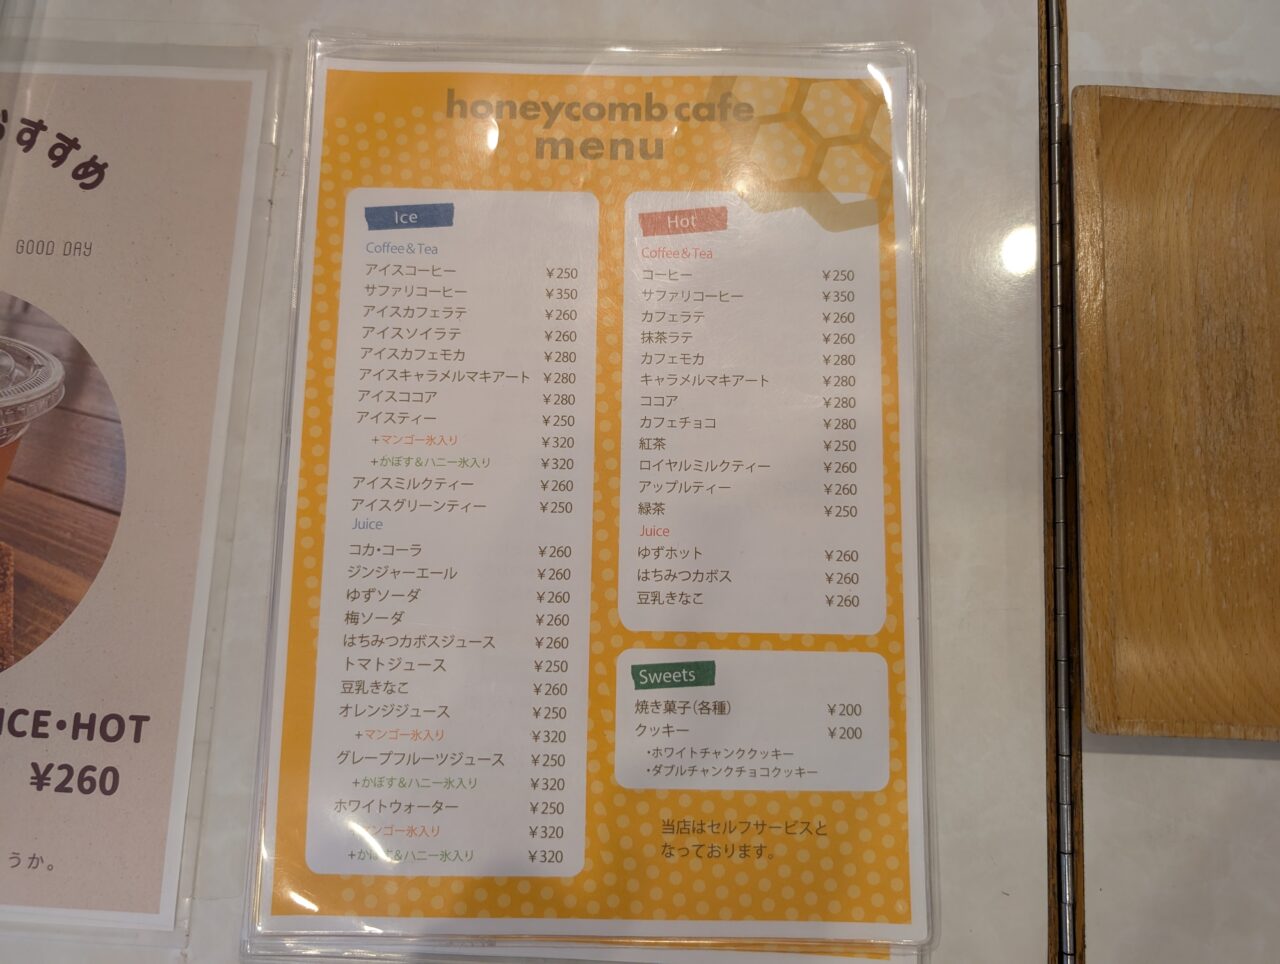 おすすめ
GOOD DAY
ICE・HOT
¥260
うか。
honeycomb cafe
menu
Ice
Coffee&Tea
アイスコーヒー ¥250
サファリコーヒー ¥350
アイスカフェラテ ¥260
アイスソイラテ ¥260
アイスカフェモカ ¥280
アイスキャラメルマキアート ¥280
アイスココア ¥280
アイスティー ¥250
+マンゴー氷入り ¥320
+かぼす&ハニー氷入り ¥320
アイスミルクティー ¥260
アイスグリーンティー ¥250
Juice
コカ・コーラ ¥260
ジンジャーエール ¥260
ゆずソーダ ¥260
梅ソーダ ¥260
はちみつカボスジュース ¥260
トマトジュース ¥250
豆乳きなこ ¥260
オレンジジュース ¥250
+マンゴー氷入り ¥320
グレープフルーツジュース ¥250
+かぼす&ハニー氷入り ¥320
ホワイトウォーター ¥250
+マンゴー氷入り ¥320
+かぼす&ハニー氷入り ¥320
Hot
Coffee&Tea
コーヒー ¥250
サファリコーヒー ¥350
カフェラテ ¥260
抹茶ラテ ¥260
カフェモカ ¥280
キャラメルマキアート ¥280
ココア ¥280
カフェチョコ ¥280
紅茶 ¥250
ロイヤルミルクティー ¥260
アップルティー ¥260
緑茶 ¥250
Juice
ゆずホット ¥260
はちみつカボス ¥260
豆乳きなこ ¥260
Sweets
焼き菓子(各種) ¥200
クッキー ¥200
・ホワイトチャンククッキー
・ダブルチャンクチョコクッキー
当店はセルフサービスと
なっております。